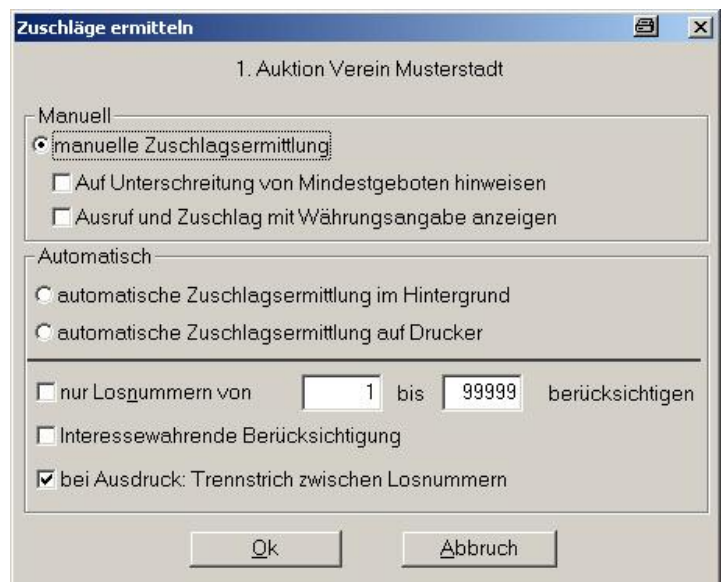 Zuschläge ermitteln
1. Auktion Verein Musterstadt
Manuell
manuelle Zuschlagsermittlung
Auf Unterschreitung von Mindestgeboten hinweisen
Ausruf und Zuschlag mit Währungsangabe anzeigen
Automatisch
automatische Zuschlagsermittlung im Hintergrund
automatische Zuschlagsermittlung auf Drucker
nur Losnummern von 1 bis 99999 berücksichtigen
Interessewahrende Berücksichtigung
bei Ausdruck: Trennstrich zwischen Losnummern
Ok Abbruch